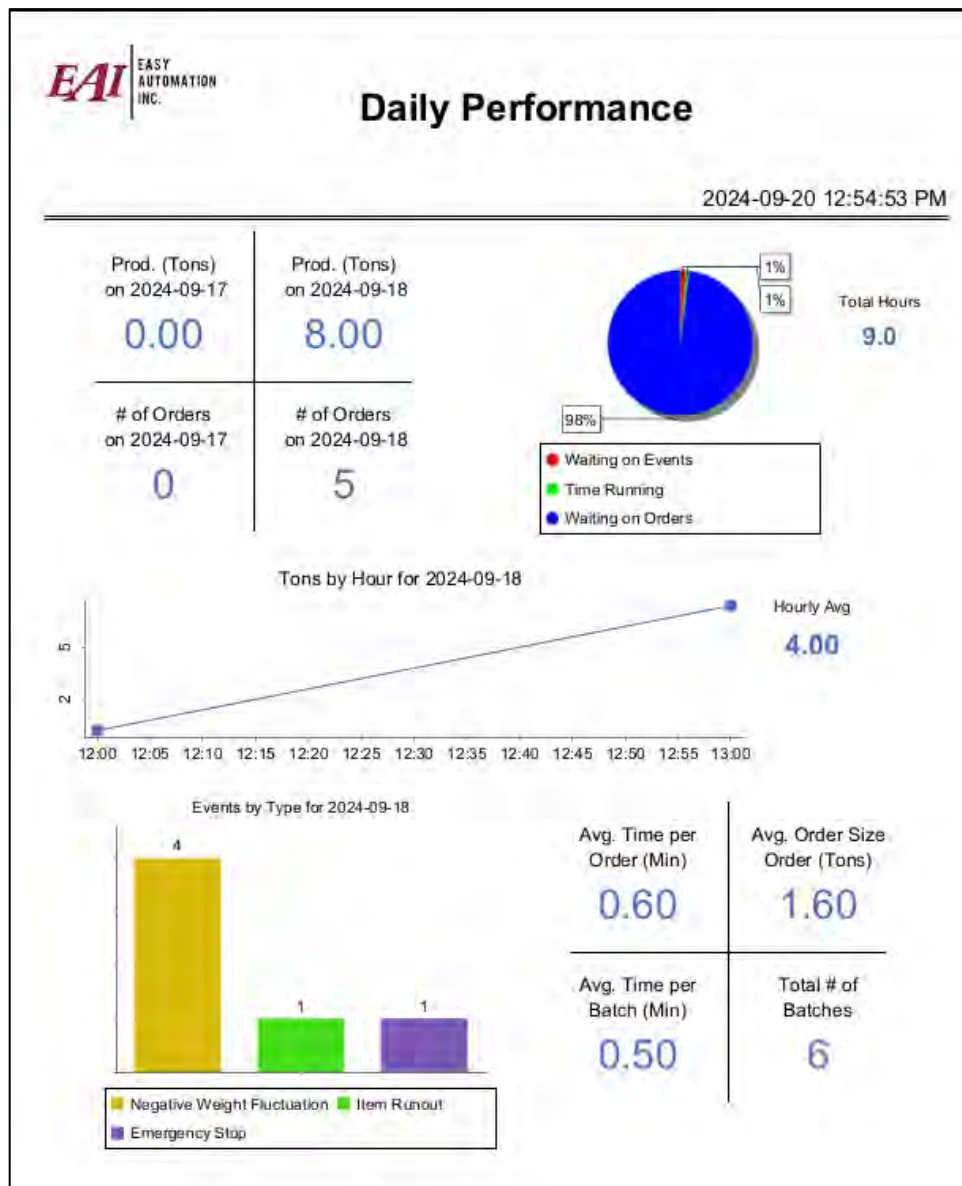 EAI
EASY
AUTOMATION
INC.
Daily Performance
2024-09-20 12:54:53 PM
Prod. (Tons)
on 2024-09-17
0.00
Prod. (Tons)
on 2024-09-18
8.00
# of Orders
on 2024-09-17
0
# of Orders
on 2024-09-18
5
1%
1%
98%
Total Hours
9.0
Waiting on Events
Time Running
Waiting on Orders
Tons by Hour for 2024-09-18
5
2
12:00 12:05 12:10 12:15 12:20 12:25 12:30 12:35 12:40 12:45 12:50 12:55 13:00
Hourly Avg
4.00
Events by Type for 2024-09-18
4
1
1
Negative Weight Fluctuation Item Runout
Emergency Stop
Avg. Time per
Order (Min)
0.60
Avg. Order Size
Order (Tons)
1.60
Avg. Time per
Batch (Min)
0.50
Total # of
Batches
6